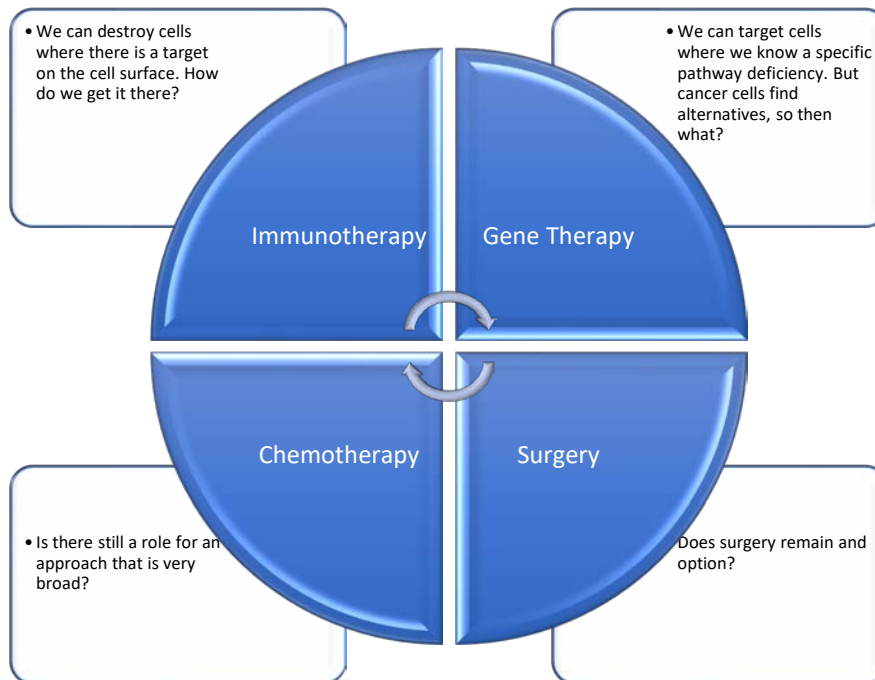 • We can destroy cells
where there is a target
on the cell surface. How
do we get it there?
• We can target cells
where we know a specific
pathway deficiency. But
cancer cells find
alternatives, so then
what?
Immunotherapy
Gene Therapy
Chemotherapy
Surgery
• Is there still a role for an
approach that is very
broad?
Does surgery remain and
option?